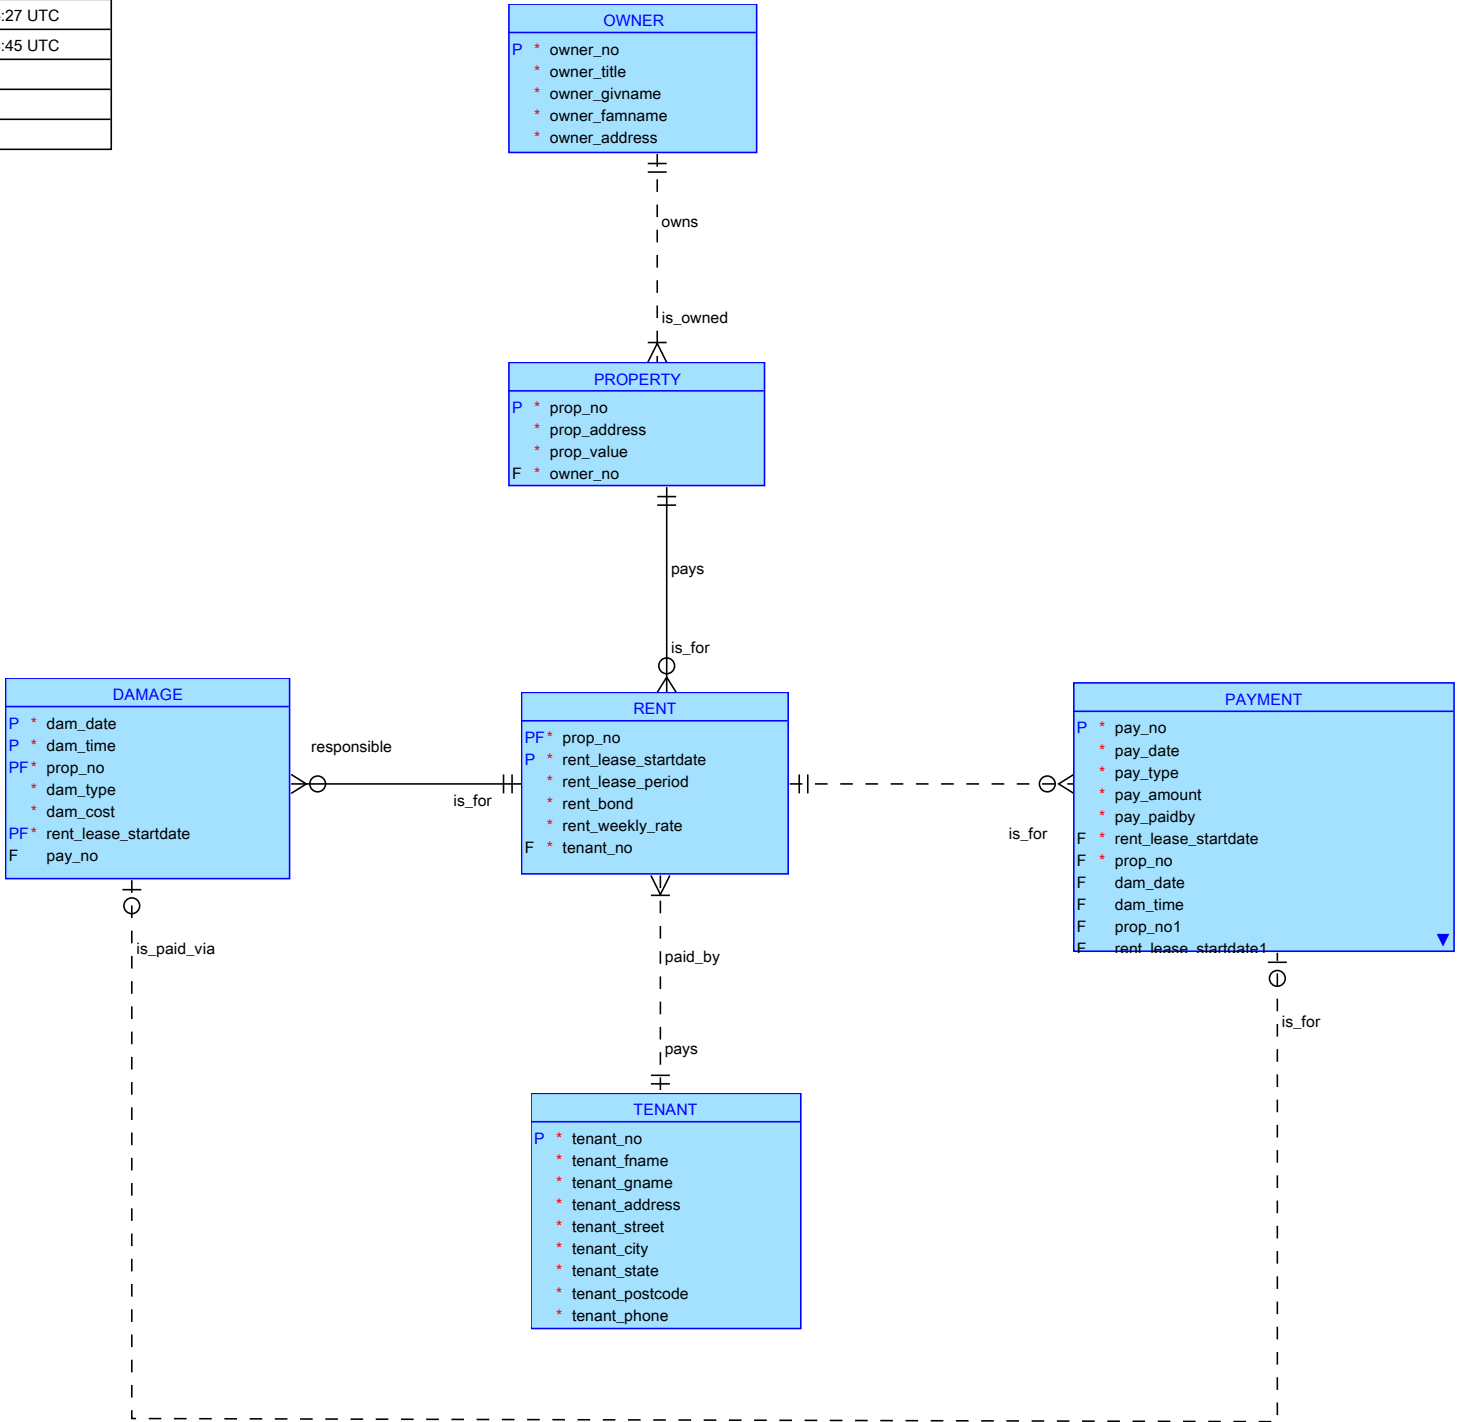 :27 UTC
:45 UTC
OWNER
P * owner_no
* owner_title
* owner_givname
* owner_famname
* owner_address
owns
is_owned
PROPERTY
P * prop_no
* prop_address
* prop_value
F * owner_no
pays
is_for
DAMAGE
P * dam_date
P * dam_time
PF* prop_no
* dam_type
* dam_cost
PF* rent_lease_startdate
F pay_no
responsible
is_for
RENT
PF* prop_no
P * rent_lease_startdate
* rent_lease_period
* rent_bond
* rent_weekly_rate
F * tenant_no
is_for
PAYMENT
P * pay_no
* pay_date
* pay_type
* pay_amount
* pay_paidby
F * rent_lease_startdate
F * prop_no
F dam_date
F dam_time
F prop_no1
F rent_lease_startdate1
is_paid_via
paid_by
pays
is_for
TENANT
P * tenant_no
* tenant_fname
* tenant_gname
* tenant_address
* tenant_street
* tenant_city
* tenant_state
* tenant_postcode
* tenant_phone